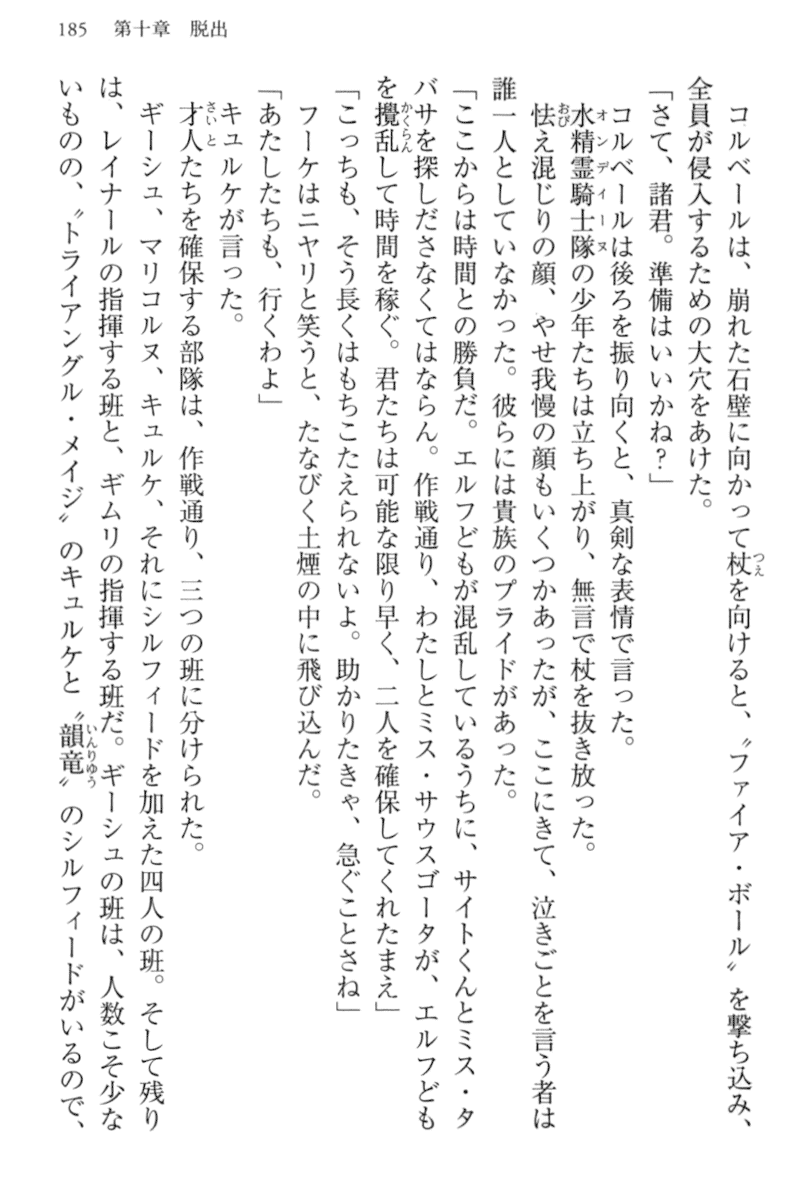 185　第十章　脱出
コルベールは、崩れた石壁に向かって杖を向けると、〝ファイア・ボール〟を撃ち込み、
全員が侵入するための大穴をあけた。
「さて、諸君。準備はいいかね？」
コルベールは後ろを振り向くと、真剣な表情で言った。
水精霊騎士隊の少年たちは立ち上がり、無言で杖を抜き放った。
怯え混じりの顔、やせ我慢の顔もいくつかあったが、ここにきて、泣きごとを言う者は
誰一人としていなかった。彼らには貴族のプライドがあった。
「ここからは時間との勝負だ。エルフどもが混乱しているうちに、サイトくんとミス・タ
バサを探しださなくてはならん。作戦通り、わたしとミス・サウスゴータが、エルフども
を攪乱して時間を稼ぐ。君たちは可能な限り早く、二人を確保してくれたまえ」
「こっちも、そう長くはもちこたえられないよ。助かりたきゃ、急ぐことさね」
フーケはニヤリと笑うと、たなびく土煙の中に飛び込んだ。
「あたしたちも、行くわよ」
キュルケが言った。
才人たちを確保する部隊は、作戦通り、三つの班に分けられた。
ギーシュ、マリコルヌ、キュルケ、それにシルフィードを加えた四人の班。そして残り
は、レイナールの指揮する班と、ギムリの指揮する班だ。ギーシュの班は、人数こそ少な
いものの、〝トライアングル・メイジ〟のキュルケと〝韻竜〟のシルフィードがいるので、